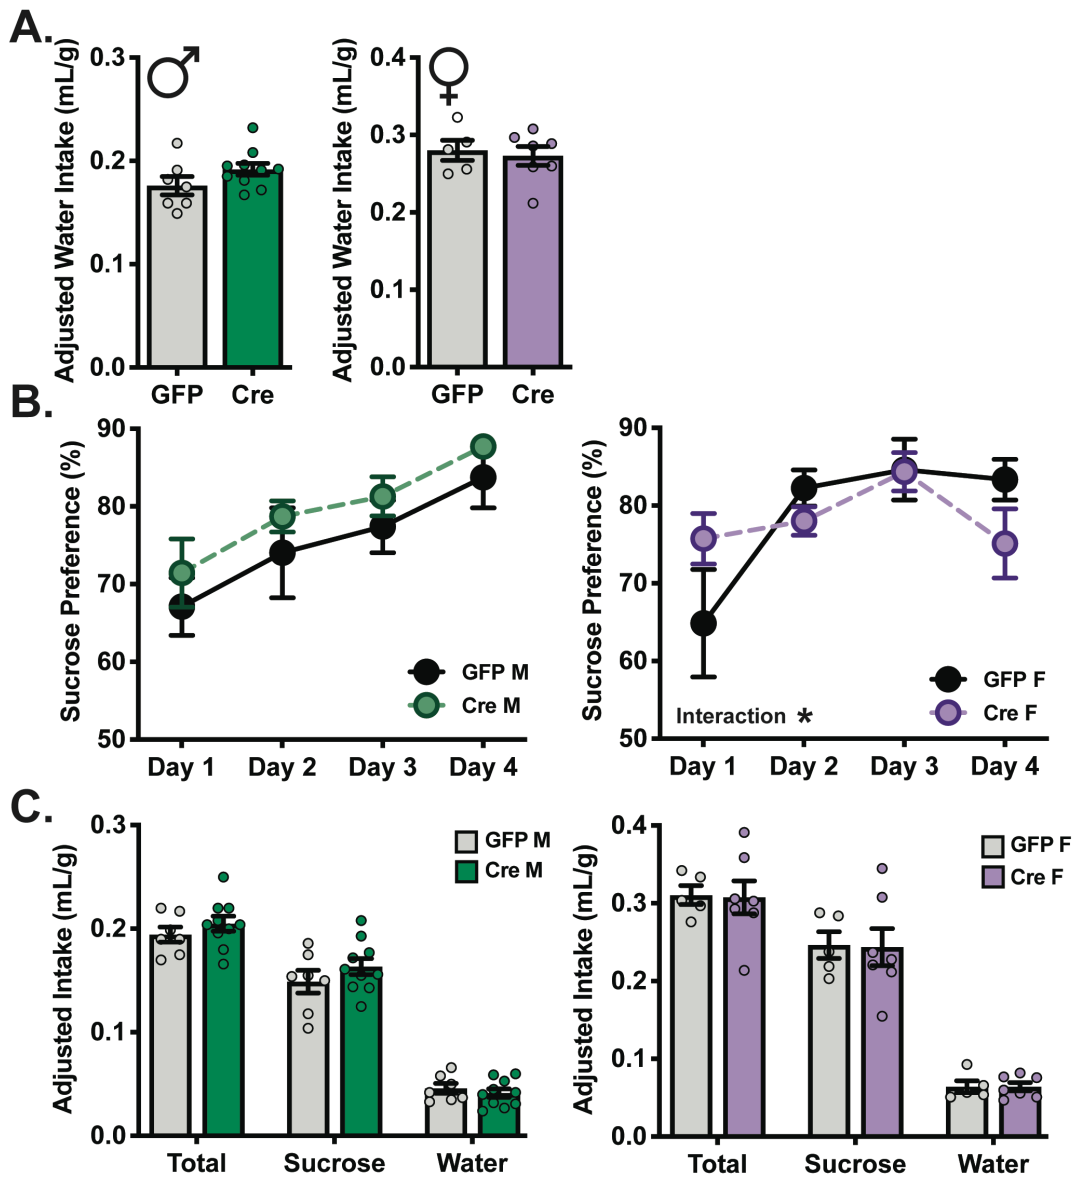 A.
Adjusted Water Intake (mL/g)
0.3
0.2
0.1
0.0
GFP Cre
♂
Adjusted Water Intake (mL/g)
0.4
0.3
0.2
0.1
0.0
GFP Cre
♀
B.
Sucrose Preference (%)
90
80
70
60
50
GFP M
Cre M
Day 1 Day 2 Day 3 Day 4
Sucrose Preference (%)
90
80
70
60
50
GFP F
Cre F
Interaction *
Day 1 Day 2 Day 3 Day 4
C.
Adjusted Intake (mL/g)
0.3
0.2
0.1
0.0
GFP M
Cre M
Total Sucrose Water
Adjusted Intake (mL/g)
0.4
0.3
0.2
0.1
0.0
GFP F
Cre F
Total Sucrose Water